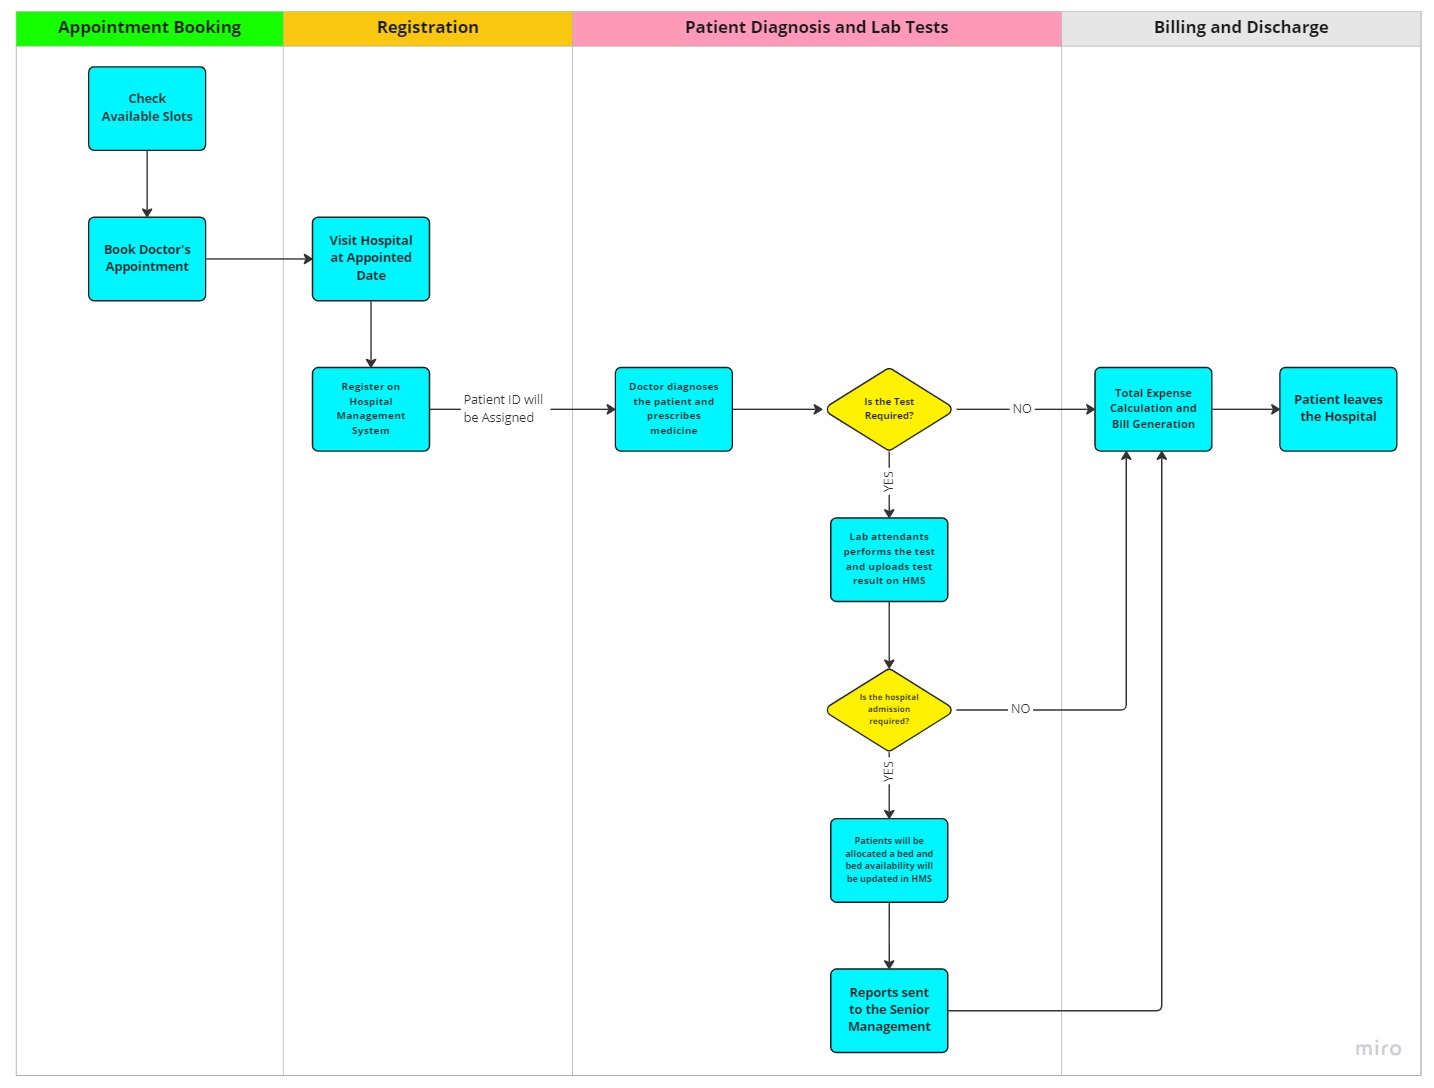 Appointment Booking
Registration
Patient Diagnosis and Lab Tests
Billing and Discharge
Check
Available Slots
Book Doctor's
Appointment
Visit Hospital
at Appointed
Date
Register on
Hospital
Management
System
Patient ID will
be Assigned
Doctor diagnoses
the patient and
prescribes
medicine
Is the Test
Required?
NO
Total Expense
Calculation and
Bill Generation
Patient leaves
the Hospital
YES
Lab attendants
performs the test
and uploads test
result on HMS
Is the hospital
admission
required?
NO
YES
Patients will be
allocated a bed and
bed availability will
be updated in HMS
Reports sent
to the Senior
Management
miro